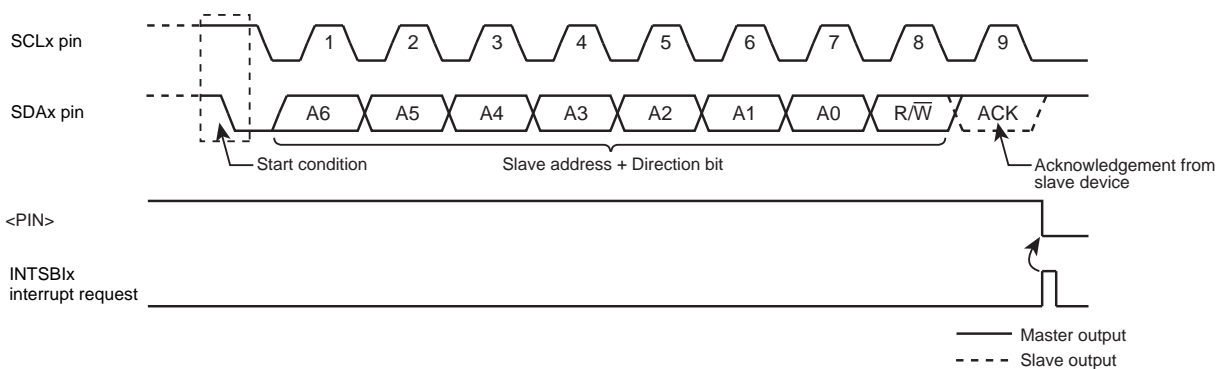 SCLx pin
1 2 3 4 5 6 7 8 9
SDAx pin
A6 A5 A4 A3 A2 A1 A0 R/W̅ ACK
Start condition
Slave address + Direction bit
Acknowledgement from
slave device
<PIN>
INTSBIx
interrupt request
Master output
Slave output